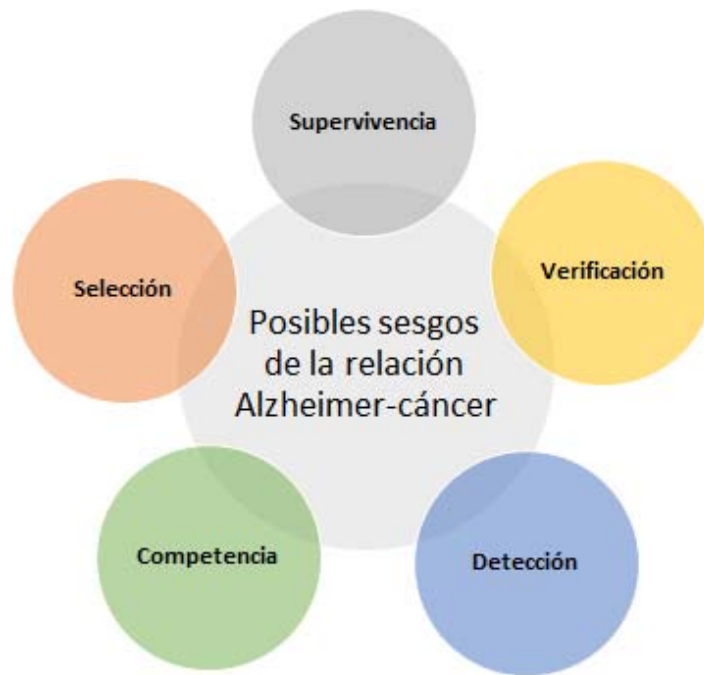 Supervivencia
Verificación
Selección
Posibles sesgos
de la relación
Alzheimer-cáncer
Competencia
Detección